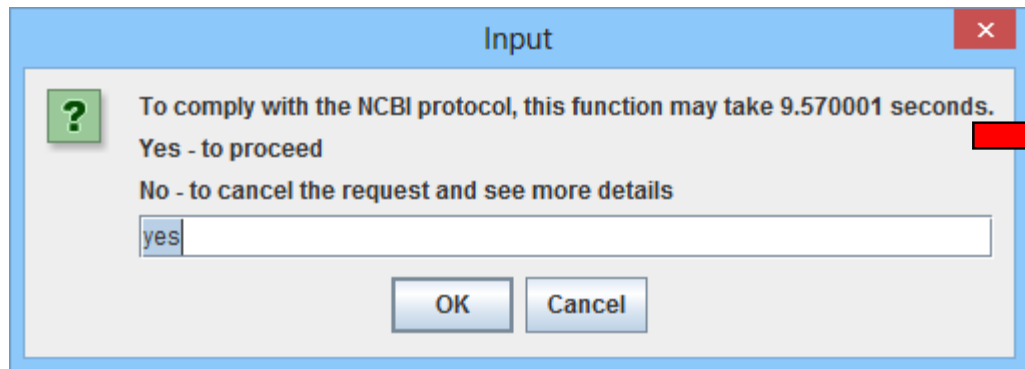 Input
To comply with the NCBI protocol, this function may take 9.570001 seconds.
Yes - to proceed
No - to cancel the request and see more details
yes
OK Cancel